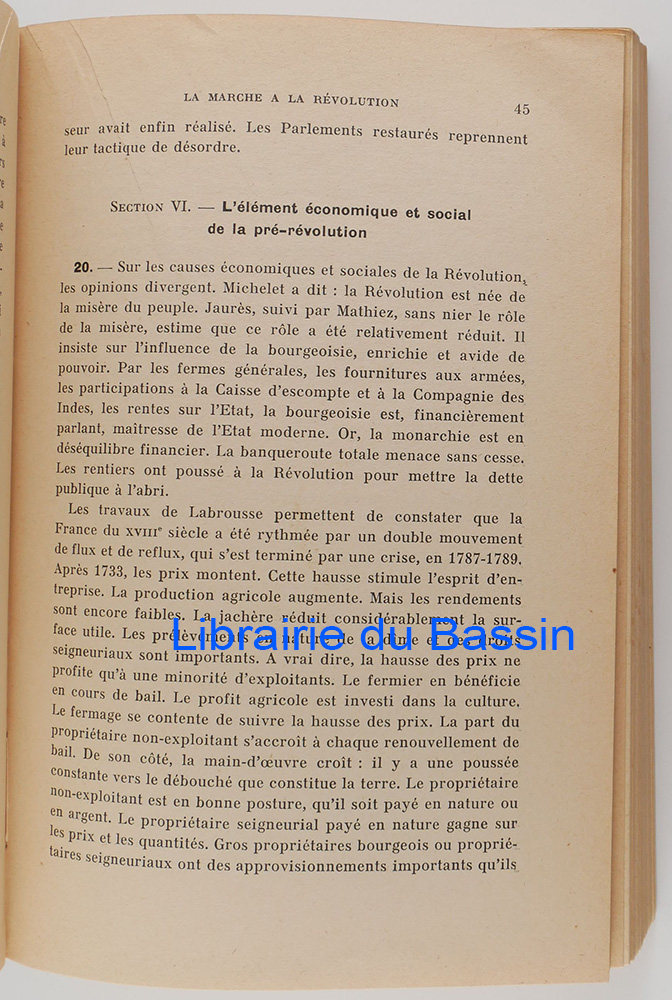 LA MARCHE A LA RÉVOLUTION 45
seur avait enfin réalisé. Les Parlements restaurés reprennent
leur tactique de désordre.
SECTION VI. — L'élément économique et social
de la pré-révolution
20. — Sur les causes économiques et sociales de la Révolution,
les opinions divergent. Michelet a dit : la Révolution est née de
la misère du peuple. Jaurès, suivi par Mathiez, sans nier le rôle
de la misère, estime que ce rôle a été relativement réduit. Il
insiste sur l'influence de la bourgeoisie, enrichie et avide de
pouvoir. Par les fermes générales, les fournitures aux armées,
les participations à la Caisse d'escompte et à la Compagnie des
Indes, les rentes sur l'Etat, la bourgeoisie est, financièrement
parlant, maîtresse de l'Etat moderne. Or, la monarchie est en
déséquilibre financier. La banqueroute totale menace sans cesse.
Les rentiers ont poussé à la Révolution pour mettre la dette
publique à l'abri.
Les travaux de Labrousse permettent de constater que la
France du XVIIIe siècle a été rythmée par un double mouvement
de flux et de reflux, qui s'est terminé par une crise, en 1787-1789.
Après 1733, les prix montent. Cette hausse stimule l'esprit d'en-
treprise. La production agricole augmente. Mais les rendements
sont encore faibles. La jachère réduit considérablement la sur-
face utile. Les prélèvements en nature de la dîme et des droits
Librairie du Bassin
seigneuriaux sont importants. A vrai dire, la hausse des prix ne
profite qu'à une minorité d'exploitants. Le fermier en bénéficie
en cours de bail. Le profit agricole est investi dans la culture.
Le fermage se contente de suivre la hausse des prix. La part du
propriétaire non-exploitant s'accroît à chaque renouvellement de
bail. De son côté, la main-d'œuvre croît : il y a une poussée
constante vers le débouché que constitue la terre. Le propriétaire
non-exploitant est en bonne posture, qu'il soit payé en nature ou
en argent. Le propriétaire seigneurial payé en nature gagne sur
les prix et les quantités. Gros propriétaires bourgeois ou proprié-
taires seigneuriaux ont des approvisionnements importants qu'ils